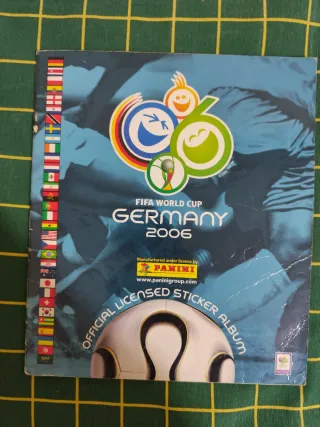 FIFA WORLD CUP
GERMANY
2006
Manufactured under licence by
PANINI
www.paninigroup.com
OFFICIAL LICENSED STICKER ALBUM